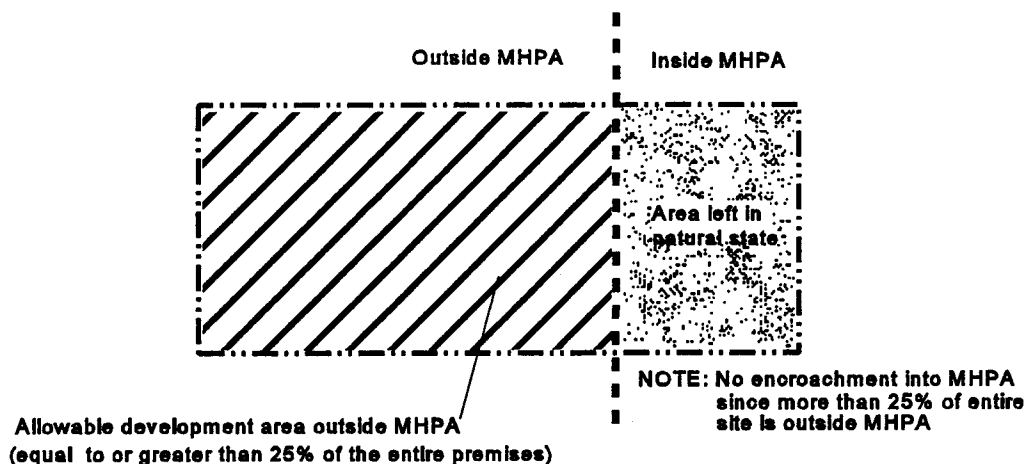 Outside MHPA
Inside MHPA
Area left in
natural state
NOTE: No encroachment into MHPA
since more than 25% of entire
site is outside MHPA
Allowable development area outside MHPA
(equal to or greater than 25% of the entire premises)